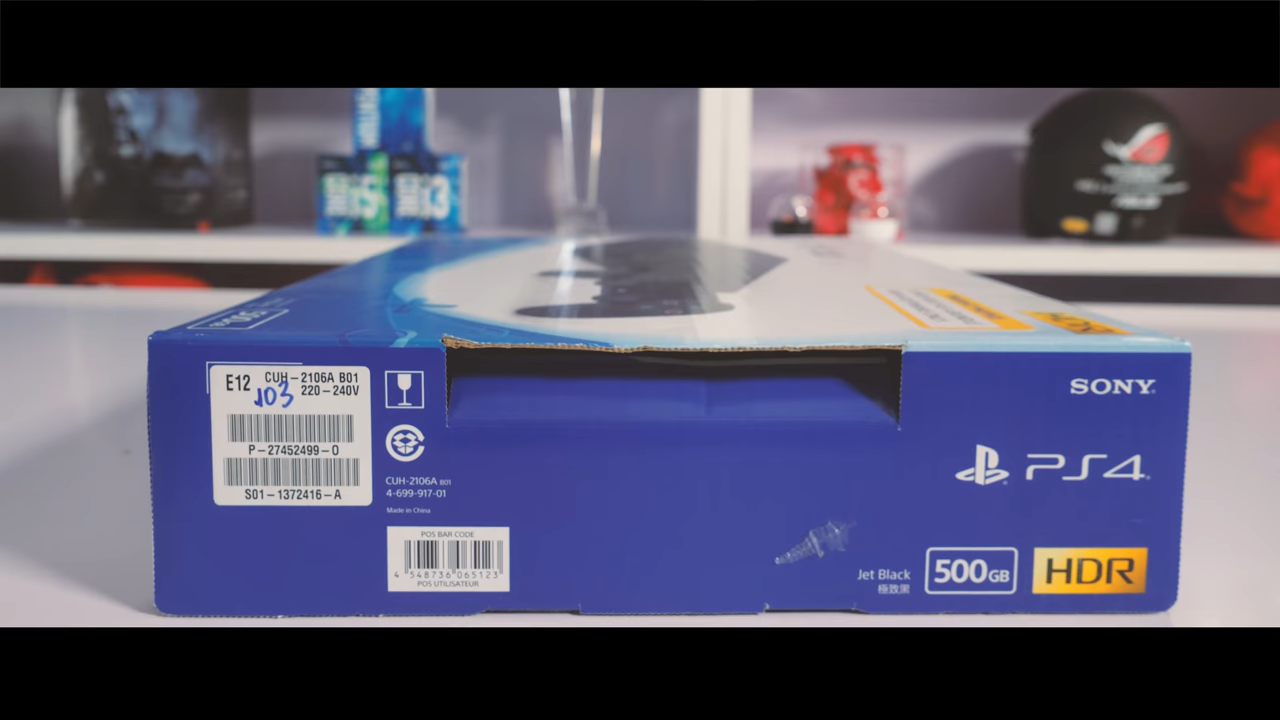 E12 CUH-2106A B01
103 220-240V
P-27452499-0
S01-1372416-A
CUH-2106A B01
4-699-917-01
Made in China
POS BAR CODE
4 548736 065123
POS UTILISATEUR
SONY
PS4
Jet Black
極致黑
500GB
HDR